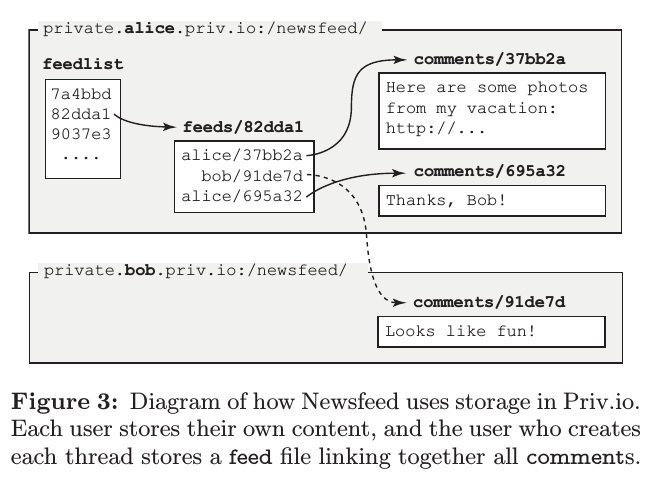 private.alice.priv.io:/newsfeed/
feedlist
7a4bbd
82dda1
9037e3
....
feeds/82dda1
alice/37bb2a
bob/91de7d
alice/695a32
comments/37bb2a
Here are some photos
from my vacation:
http://...
comments/695a32
Thanks, Bob!
private.bob.priv.io:/newsfeed/
comments/91de7d
Looks like fun!
Figure 3: Diagram of how Newsfeed uses storage in Priv.io.
Each user stores their own content, and the user who creates
each thread stores a feed file linking together all comments.